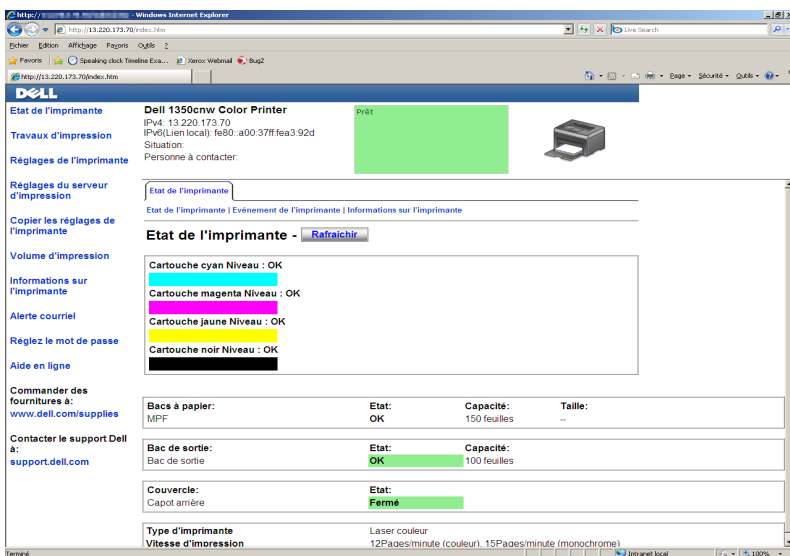 http:// - Windows Internet Explorer
http://13.220.173.70/index.htm
Live Search
Fichier Edition Affichage Favoris Outils ?
Favoris Speaking clock Timeline Exa... Xerox Webmail BugZ
http://13.220.173.70/index.htm
Page Sécurité Outils
DELL
Etat de l'imprimante
Travaux d'impression
Réglages de l'imprimante
Réglages du serveur
d'impression
Copier les réglages de
l'imprimante
Volume d'impression
Informations sur
l'imprimante
Alerte courriel
Réglez le mot de passe
Aide en ligne
Commander des
fournitures à:
www.dell.com/supplies
Contacter le support Dell
à:
support.dell.com
Dell 1350cnw Color Printer
IPv4: 13.220.173.70
IPv6(Lien local): fe80::a00:37ff:fea3:92d
Situation:
Personne à contacter:
Prêt
Etat de l'imprimante
Etat de l'imprimante | Evénement de l'imprimante | Informations sur l'imprimante
Etat de l'imprimante - Rafraichir
Cartouche cyan Niveau : OK
Cartouche magenta Niveau : OK
Cartouche jaune Niveau : OK
Cartouche noir Niveau : OK
Bacs à papier: Etat: Capacité: Taille:
MPF OK 150 feuilles --
Bac de sortie: Etat: Capacité:
Bac de sortie OK 100 feuilles
Couvercle: Etat:
Capot arrière Fermé
Type d'imprimante Laser couleur
Vitesse d'impression 12Pages/minute (couleur), 15Pages/minute (monochrome)
Terminé Intranet local 100%